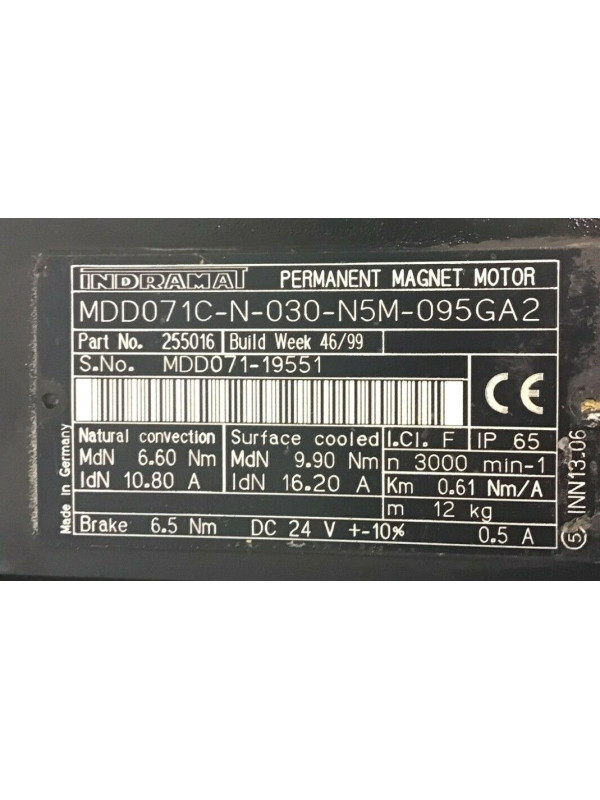 INDRAMAT PERMANENT MAGNET MOTOR
MDD071C-N-030-N5M-095GA2
Part No. 255016 Build Week 46/99
S.No. MDD071-19551
CE
Natural convection Surface cooled I.Cl. F IP 65
MdN 6.60 Nm MdN 9.90 Nm n 3000 min-1
IdN 10.80 A IdN 16.20 A Km 0.61 Nm/A
m 12 kg
Brake 6.5 Nm DC 24 V +-10% 0.5 A
Made in Germany
5 INN13.06